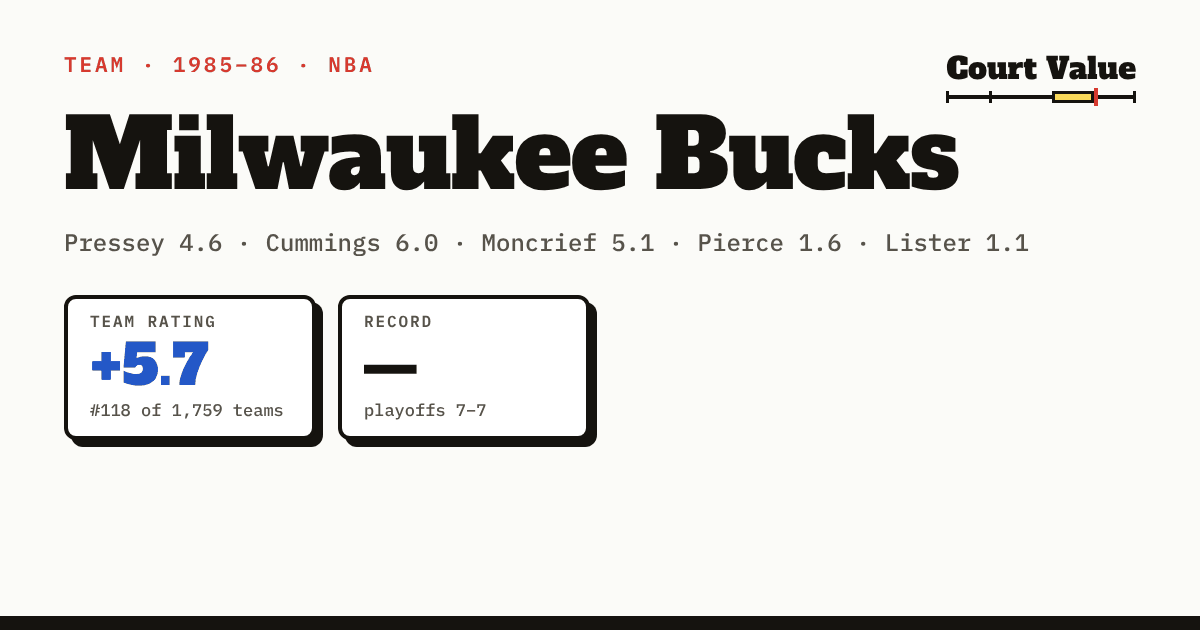 TEAM · 1985–86 · NBA
Court Value
Milwaukee Bucks
Pressey 4.6 · Cummings 6.0 · Moncrief 5.1 · Pierce 1.6 · Lister 1.1
TEAM RATING
+5.7
#118 of 1,759 teams
RECORD
—
playoffs 7–7